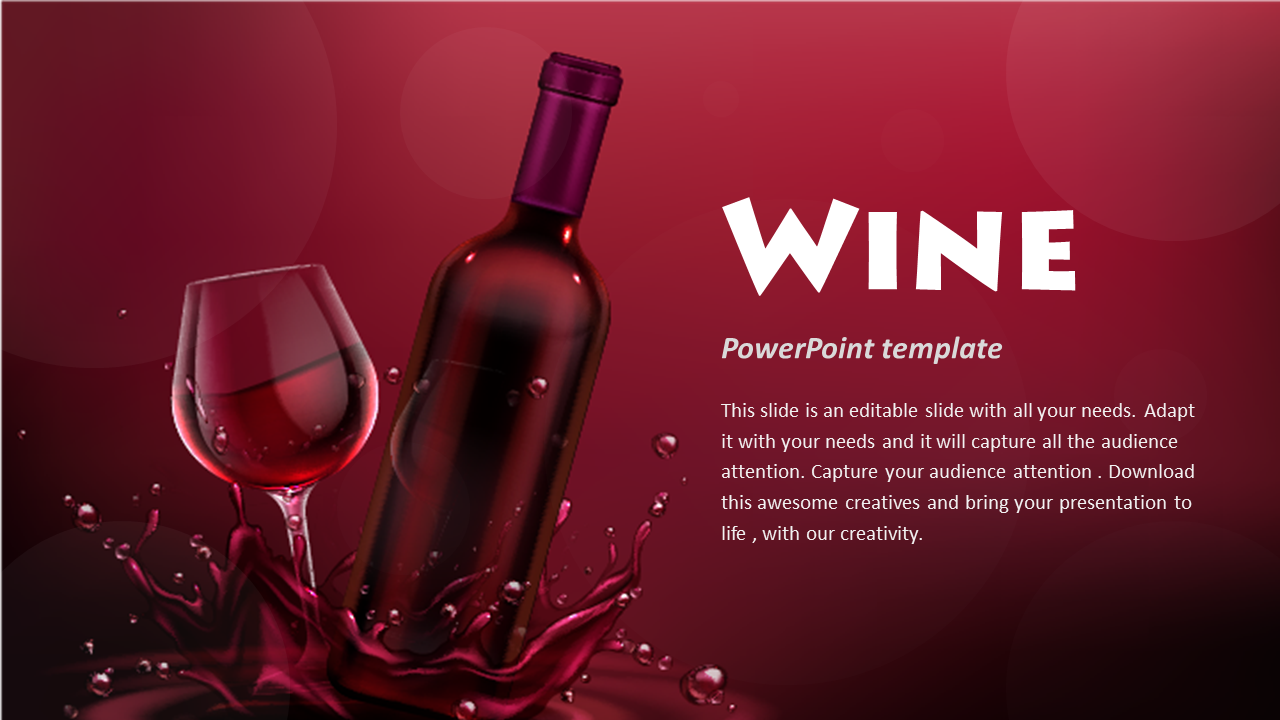 WINE
PowerPoint template
This slide is an editable slide with all your needs. Adapt
it with your needs and it will capture all the audience
attention. Capture your audience attention . Download
this awesome creatives and bring your presentation to
life , with our creativity.